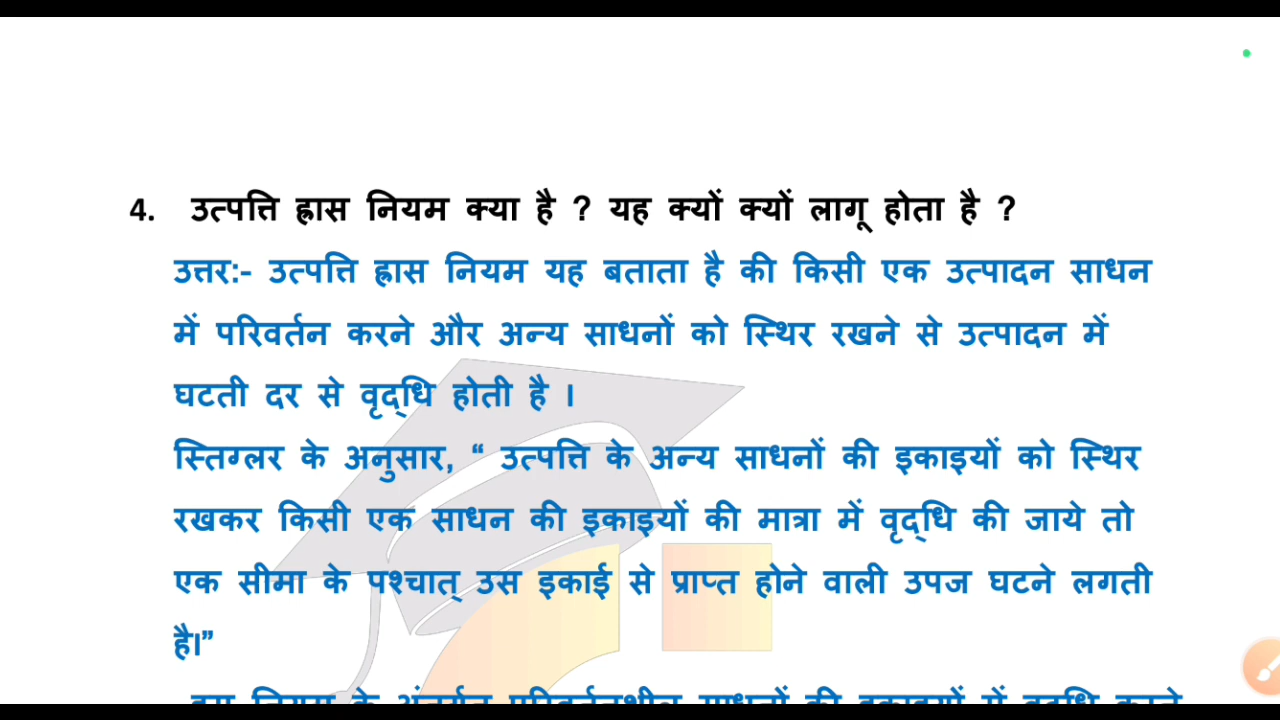 4. उत्पत्ति ह्रास नियम क्या है ? यह क्यों क्यों लागू होता है ?
उत्तर:- उत्पत्ति ह्रास नियम यह बताता है की किसी एक उत्पादन साधन
में परिवर्तन करने और अन्य साधनों को स्थिर रखने से उत्पादन में
घटती दर से वृद्धि होती है ।
स्तिग्लर के अनुसार, “ उत्पत्ति के अन्य साधनों की इकाइयों को स्थिर
रखकर किसी एक साधन की इकाइयों की मात्रा में वृद्धि की जाये तो
एक सीमा के पश्चात् उस इकाई से प्राप्त होने वाली उपज घटने लगती
है।”